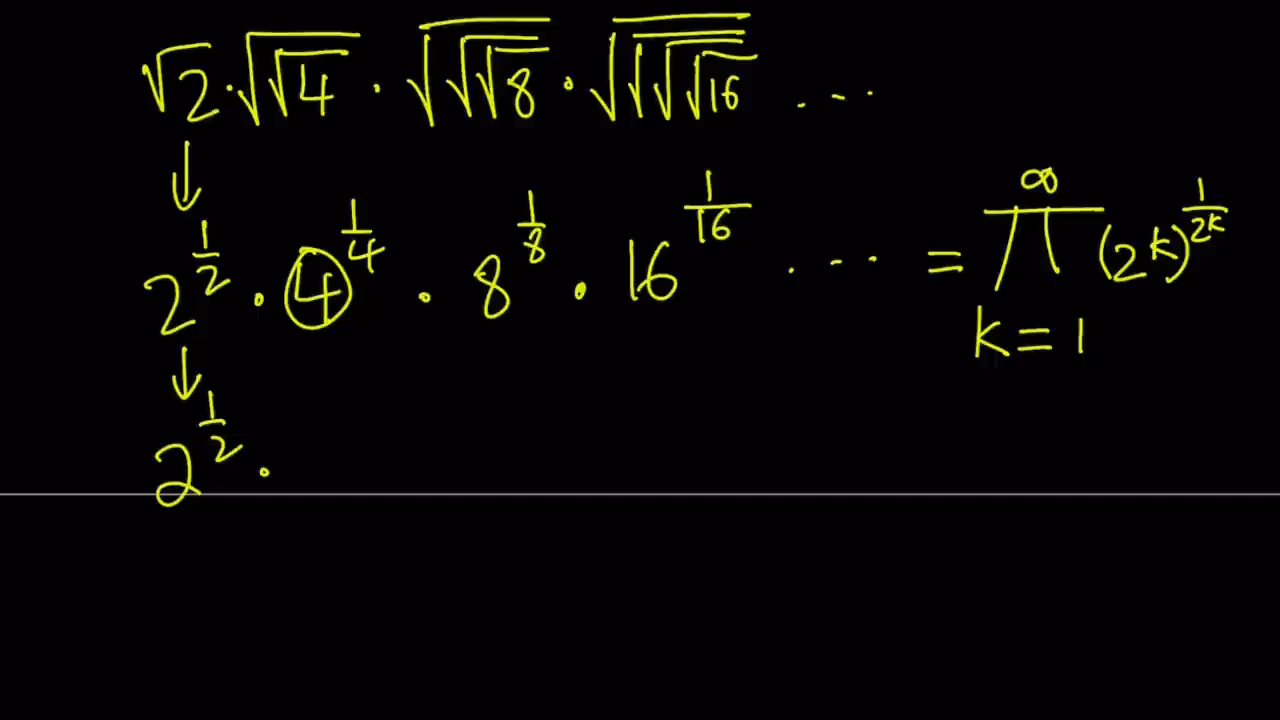 √2 · √√4 · √√√8 · √√√√16 ...
↓
2^(1/2) · 4^(1/4) · 8^(1/8) · 16^(1/16) ... = ∏_{k=1}^{∞} (2^k)^(1/2k)
↓
2^(1/2) ·